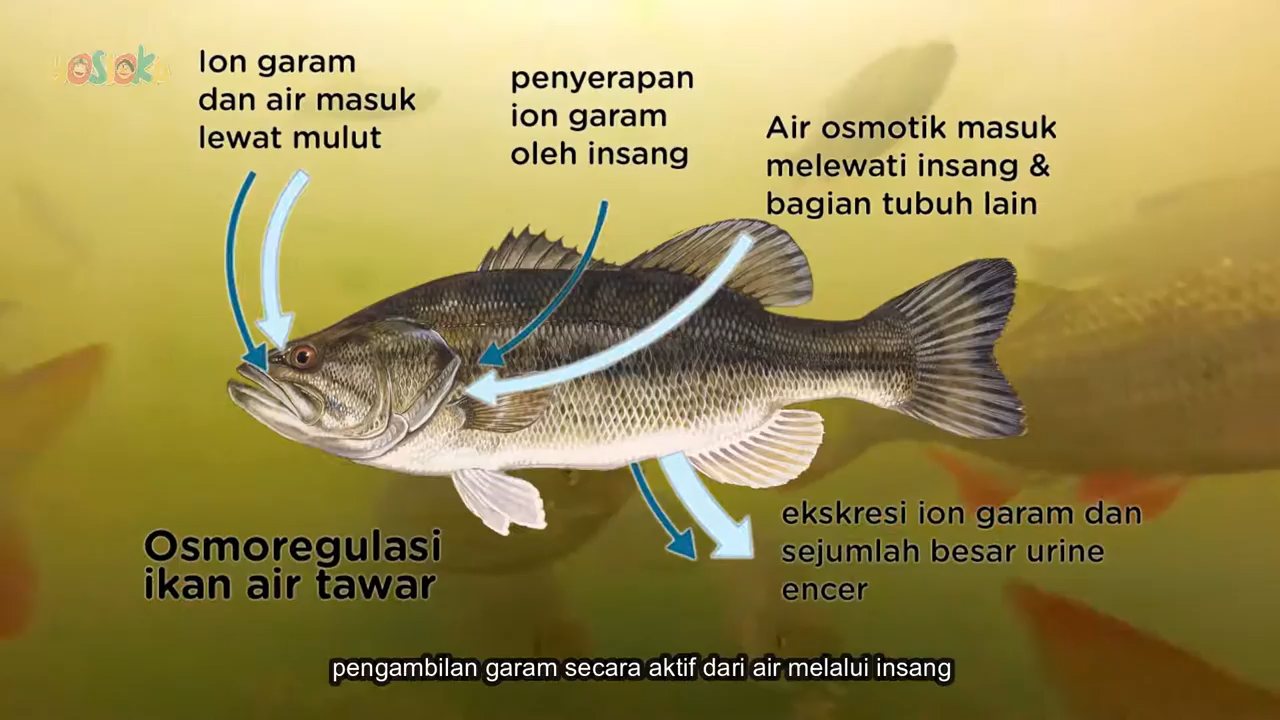 OSOK
Ion garam
dan air masuk
lewat mulut
penyerapan
ion garam
oleh insang
Air osmotik masuk
melewati insang &
bagian tubuh lain
ekskresi ion garam dan
sejumlah besar urine
encer
Osmoregulasi
ikan air tawar
pengambilan garam secara aktif dari air melalui insang